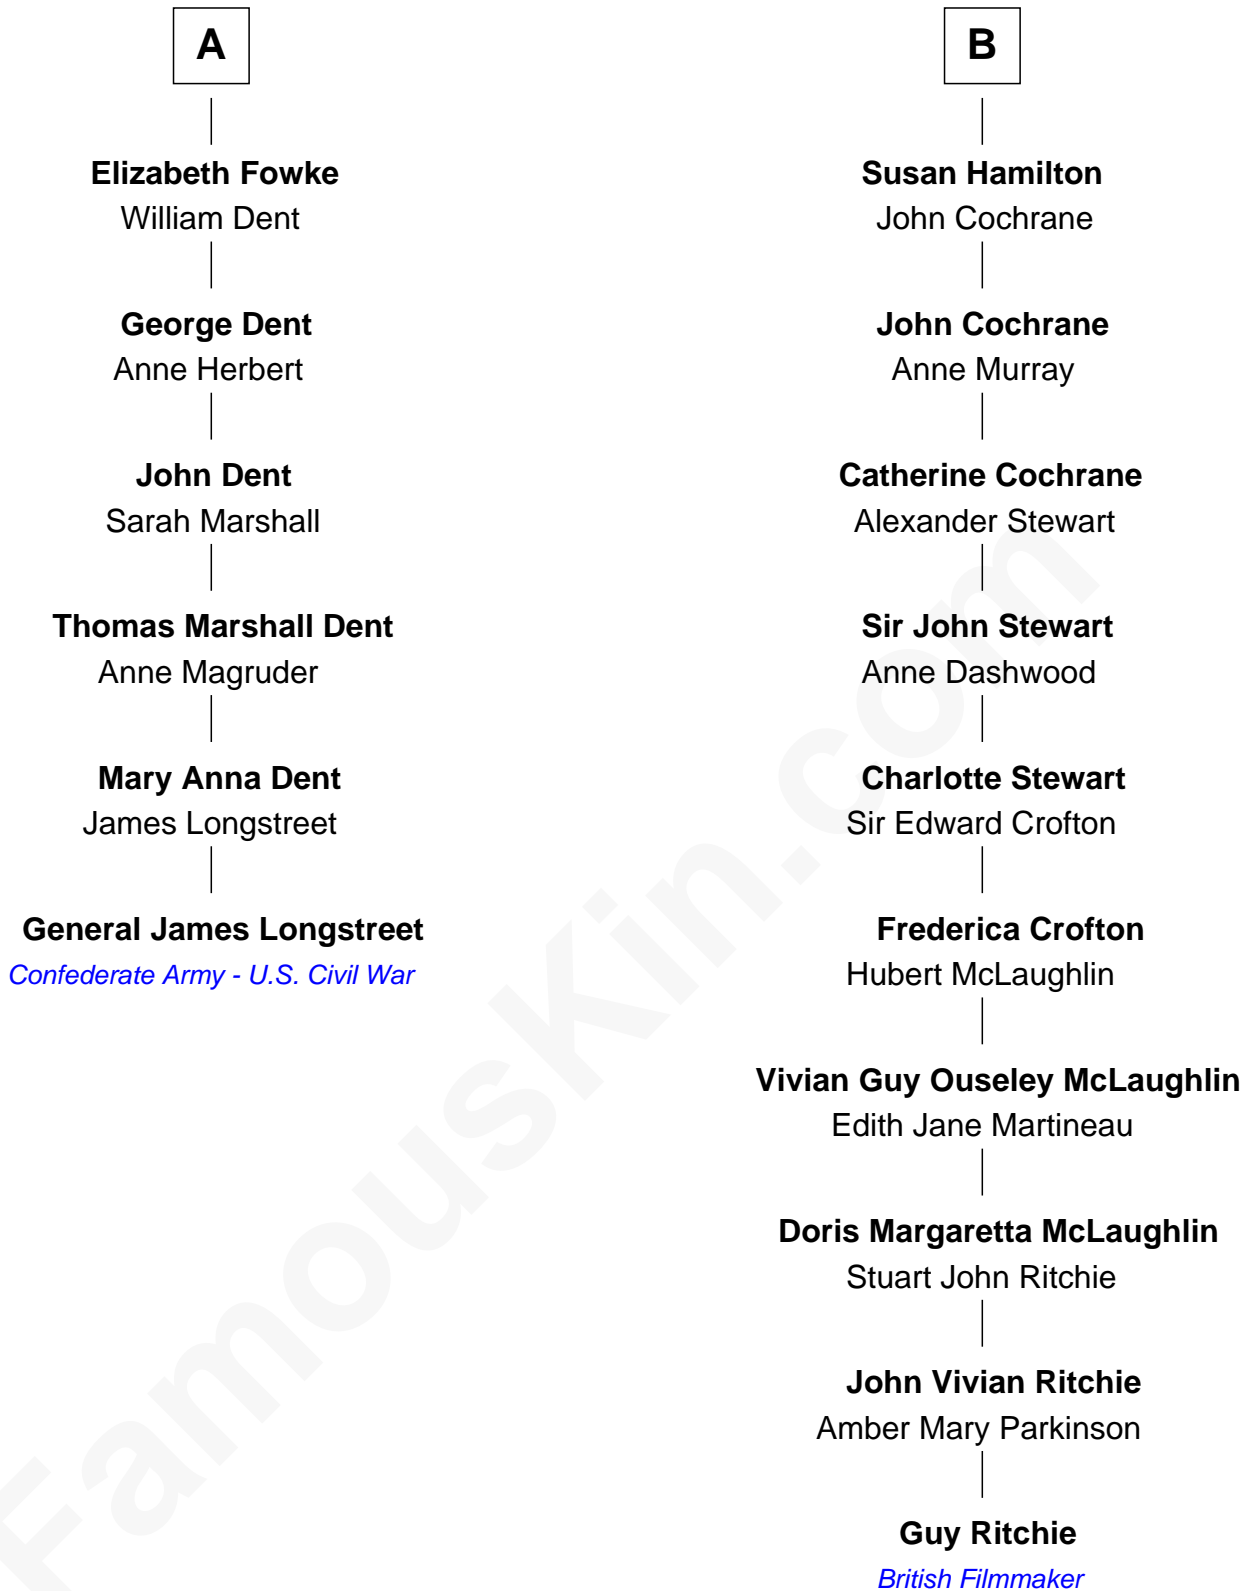 A
Elizabeth Fowke
William Dent
George Dent
Anne Herbert
John Dent
Sarah Marshall
Thomas Marshall Dent
Anne Magruder
Mary Anna Dent
James Longstreet
General James Longstreet
Confederate Army - U.S. Civil War
B
Susan Hamilton
John Cochrane
John Cochrane
Anne Murray
Catherine Cochrane
Alexander Stewart
Sir John Stewart
Anne Dashwood
Charlotte Stewart
Sir Edward Crofton
Frederica Crofton
Hubert McLaughlin
Vivian Guy Ouseley McLaughlin
Edith Jane Martineau
Doris Margaretta McLaughlin
Stuart John Ritchie
John Vivian Ritchie
Amber Mary Parkinson
Guy Ritchie
British Filmmaker
FamousKin.com